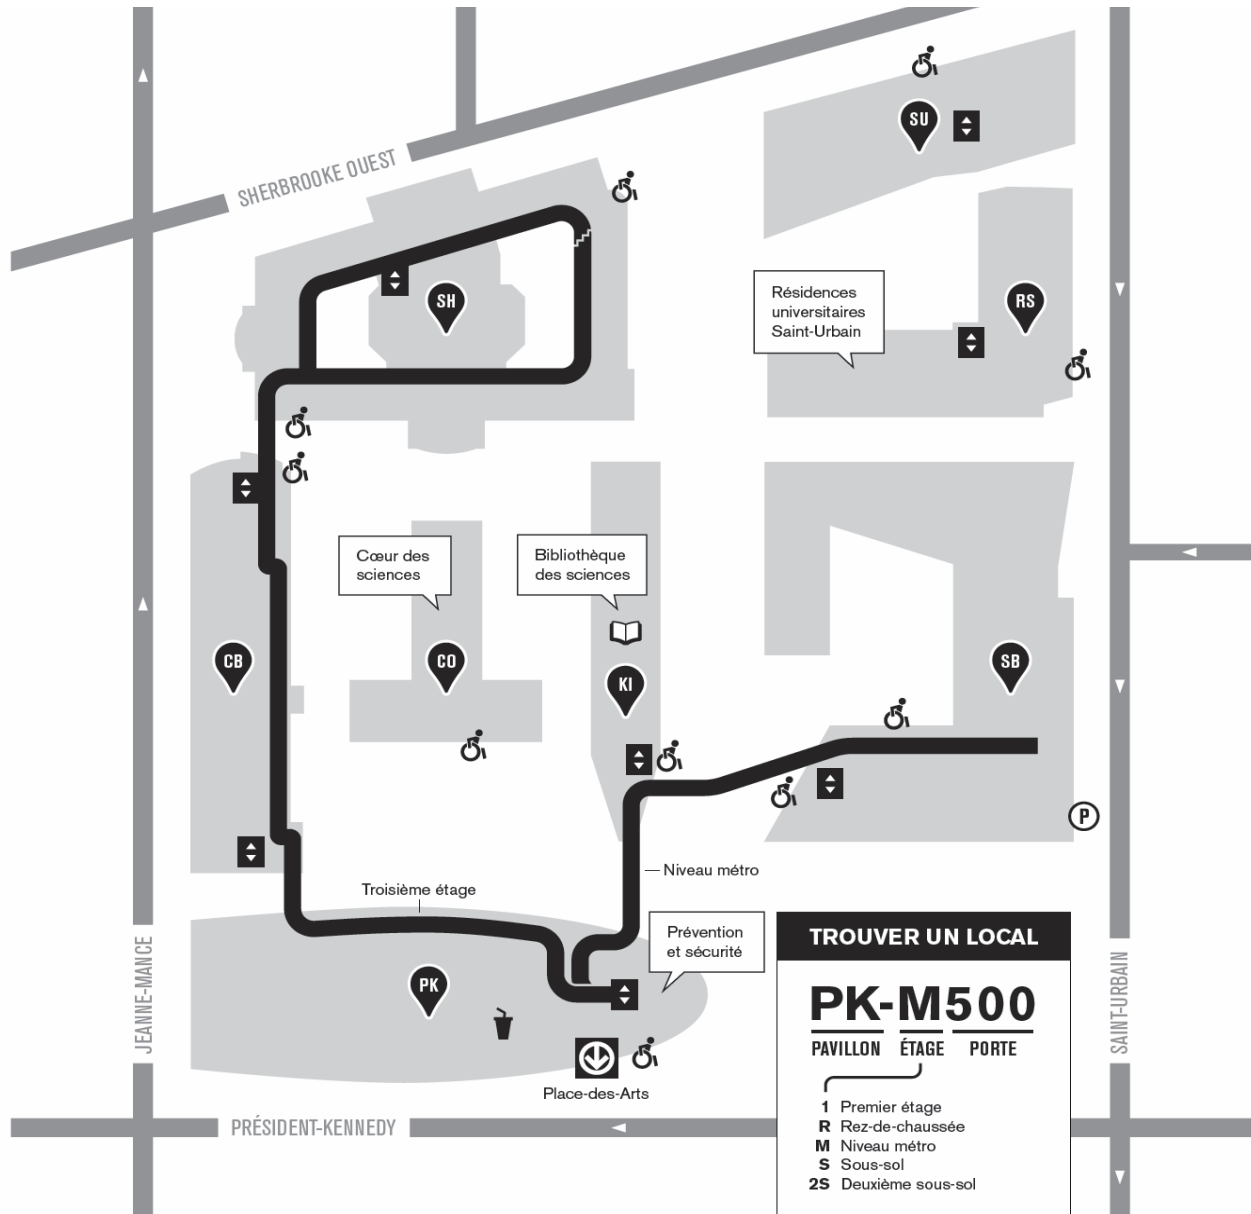 SHERBROOKE OUEST
SU
SH
Résidences
universitaires
Saint-Urbain
RS
Cœur des
sciences
Bibliothèque
des sciences
CB
CO
KI
SB
P
Niveau métro
Troisième étage
Prévention
et sécurité
PK
Place-des-Arts
JEANNE-MANCE
SAINT-URBAIN
PRÉSIDENT-KENNEDY
TROUVER UN LOCAL
PK-M500
PAVILLON ÉTAGE PORTE
1 Premier étage
R Rez-de-chaussée
M Niveau métro
S Sous-sol
2S Deuxième sous-sol